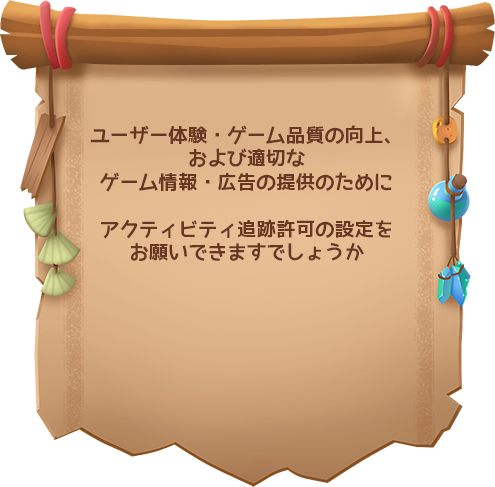 ユーザー体験・ゲーム品質の向上、
および適切な
ゲーム情報・広告の提供のために
アクティビティ追跡許可の設定を
お願いできますでしょうか